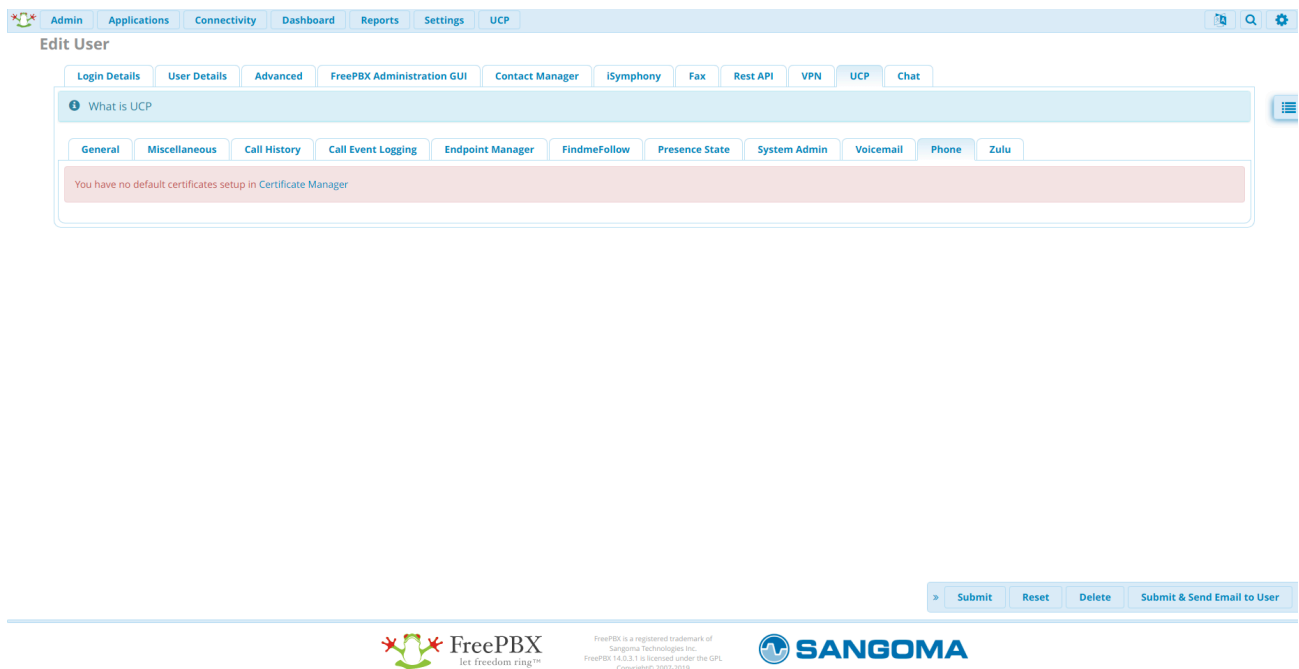 Admin Applications Connectivity Dashboard Reports Settings UCP
Edit User
Login Details User Details Advanced FreePBX Administration GUI Contact Manager iSymphony Fax Rest API VPN UCP Chat
What is UCP
General Miscellaneous Call History Call Event Logging Endpoint Manager FindmeFollow Presence State System Admin Voicemail Phone Zulu
You have no default certificates setup in Certificate Manager
» Submit Reset Delete Submit & Send Email to User
FreePBX
let freedom ring™
FreePBX is a registered trademark of
Sangoma Technologies Inc.
FreePBX 14.0.3.1 is licensed under the GPL
Copyright© 2007-2019
SANGOMA